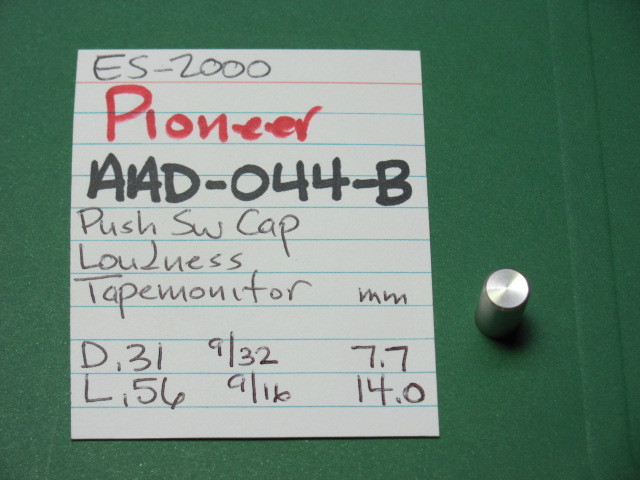 ES-2000
Pioneer
AAD-044-B
Push Sw Cap
Loudness
Tapemonitor mm
D.31 9/32 7.7
L.56 9/16 14.0